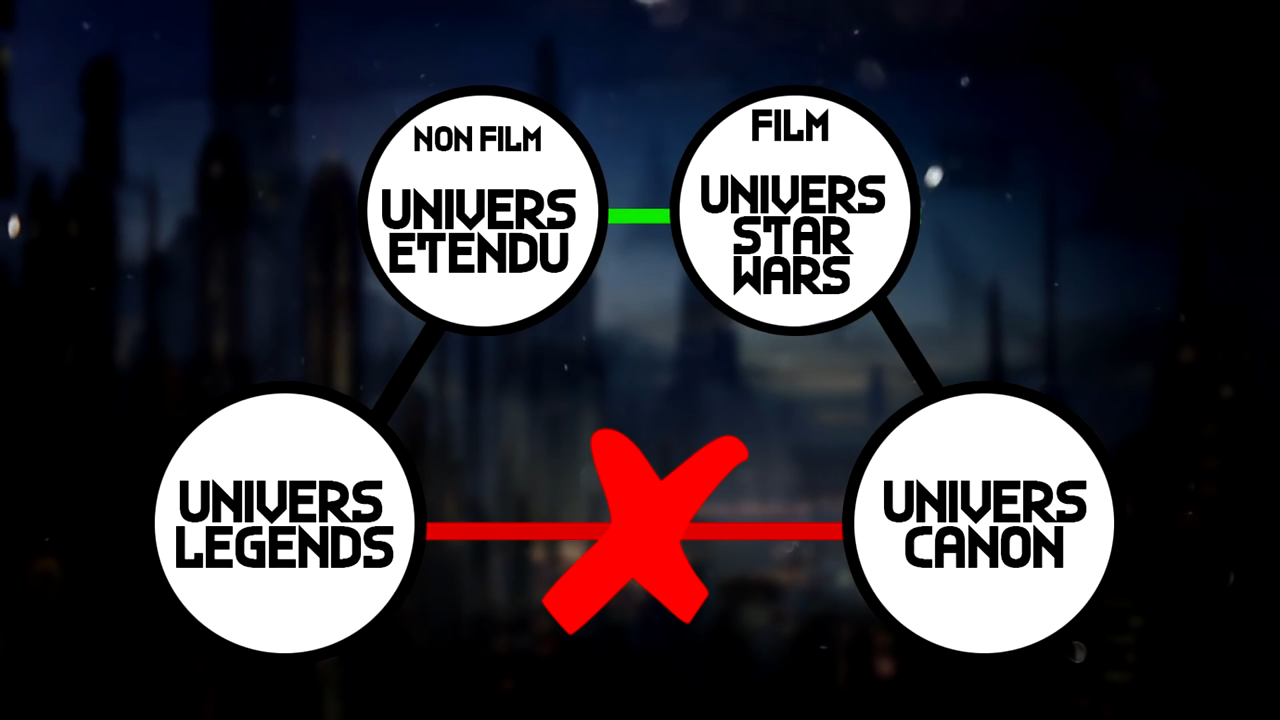 NON FILM
UNIVERS
ETENDU
FILM
UNIVERS
STAR
WARS
UNIVERS
LEGENDS
UNIVERS
CANON